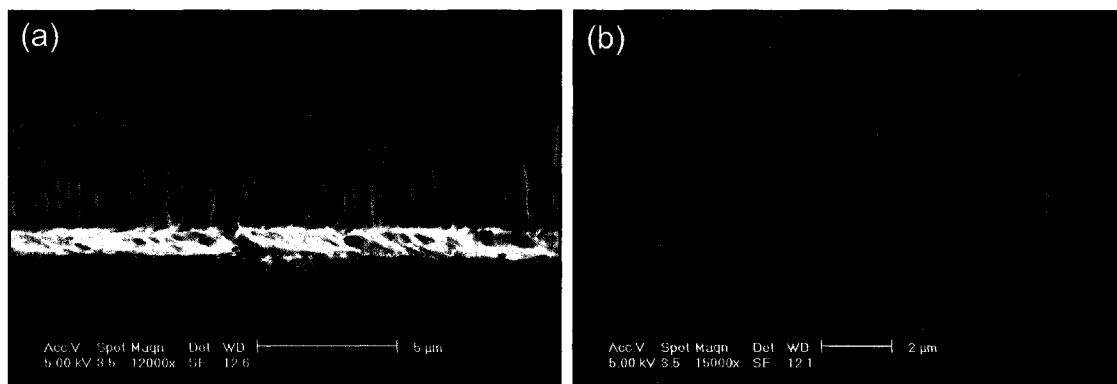 (a)
Acc.V Spot Magn Det WD 5 µm
5.00 kV 3.5 12000x SE 12.6
(b)
Acc.V Spot Magn Det WD 2 µm
5.00 kV 3.5 15000x SE 12.1